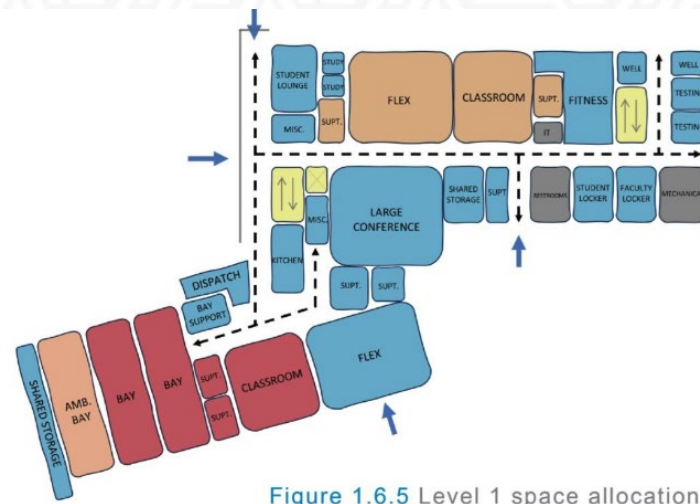 STUDENT
LOUNGE
STUDY
STUDY
MISC.
SUPT.
FLEX
CLASSROOM
SUPT.
IT
FITNESS
WELL
WELL
TESTIN
TESTIN
MISC.
KITCHEN
LARGE
CONFERENCE
SHARED
STORAGE
SUPT
RESTROOMS
STUDENT
LOCKER
FACULTY
LOCKER
MECHANICA
SUPT.
SUPT.
DISPATCH
BAY
SUPPORT
SHARED STORAGE
AMB.
BAY
BAY
BAY
SUPT.
SUPT.
CLASSROOM
FLEX
Figure 1.6.5 Level 1 space allocation